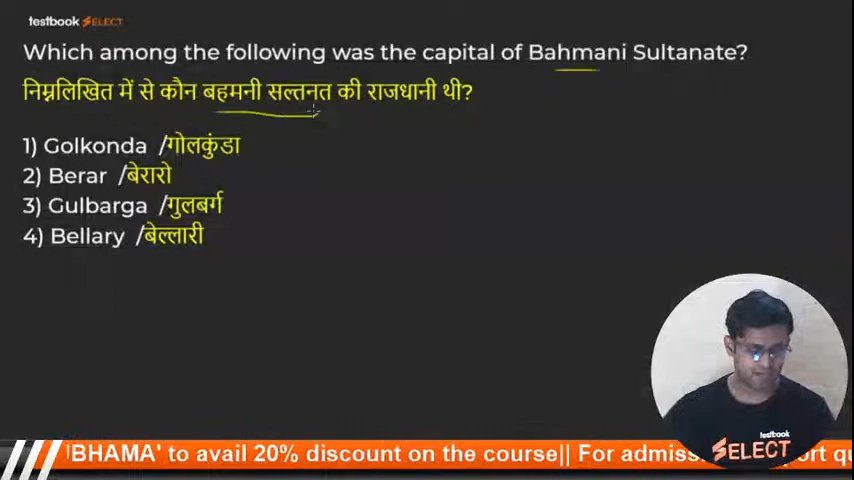 testbook SELECT
Which among the following was the capital of Bahmani Sultanate?
निम्नलिखित में से कौन बहमनी सल्तनत की राजधानी थी?
1) Golkonda /गोलकुंडा
2) Berar /बेरारो
3) Gulbarga /गुलबर्ग
4) Bellary /बेल्लारी
testbook
SELECT
'BHAMA' to avail 20% discount on the course|| For admiss